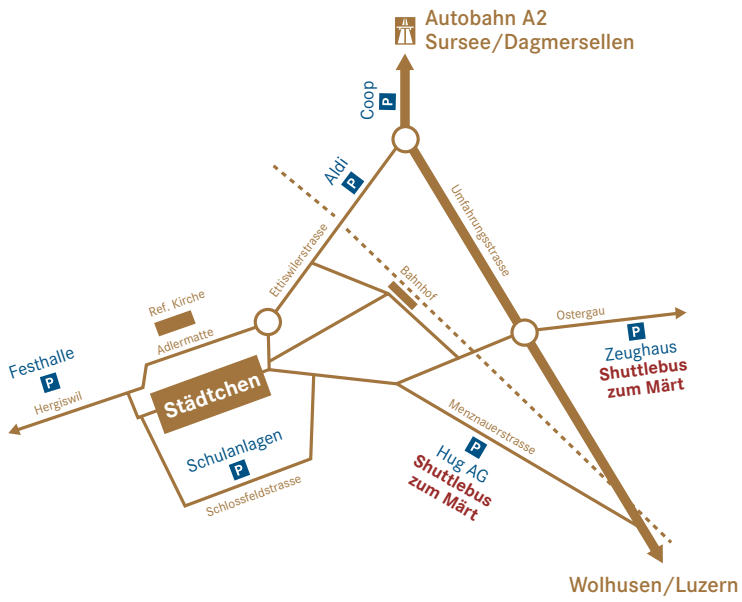 Autobahn A2
Sursee/Dagmersellen
Coop
P
Aldi
P
Umfahrungsstrasse
Ettiswilerstrasse
Bahnhof
Ref. Kirche
Adlermatte
Ostergau
P
Zeughaus
Shuttlebus
zum Märt
Festhalle
P
Hergiswil
Städtchen
Schulanlagen
P
Schlossfeldstrasse
Menznauerstrasse
P
Hug AG
Shuttlebus
zum Märt
Wolhusen/Luzern